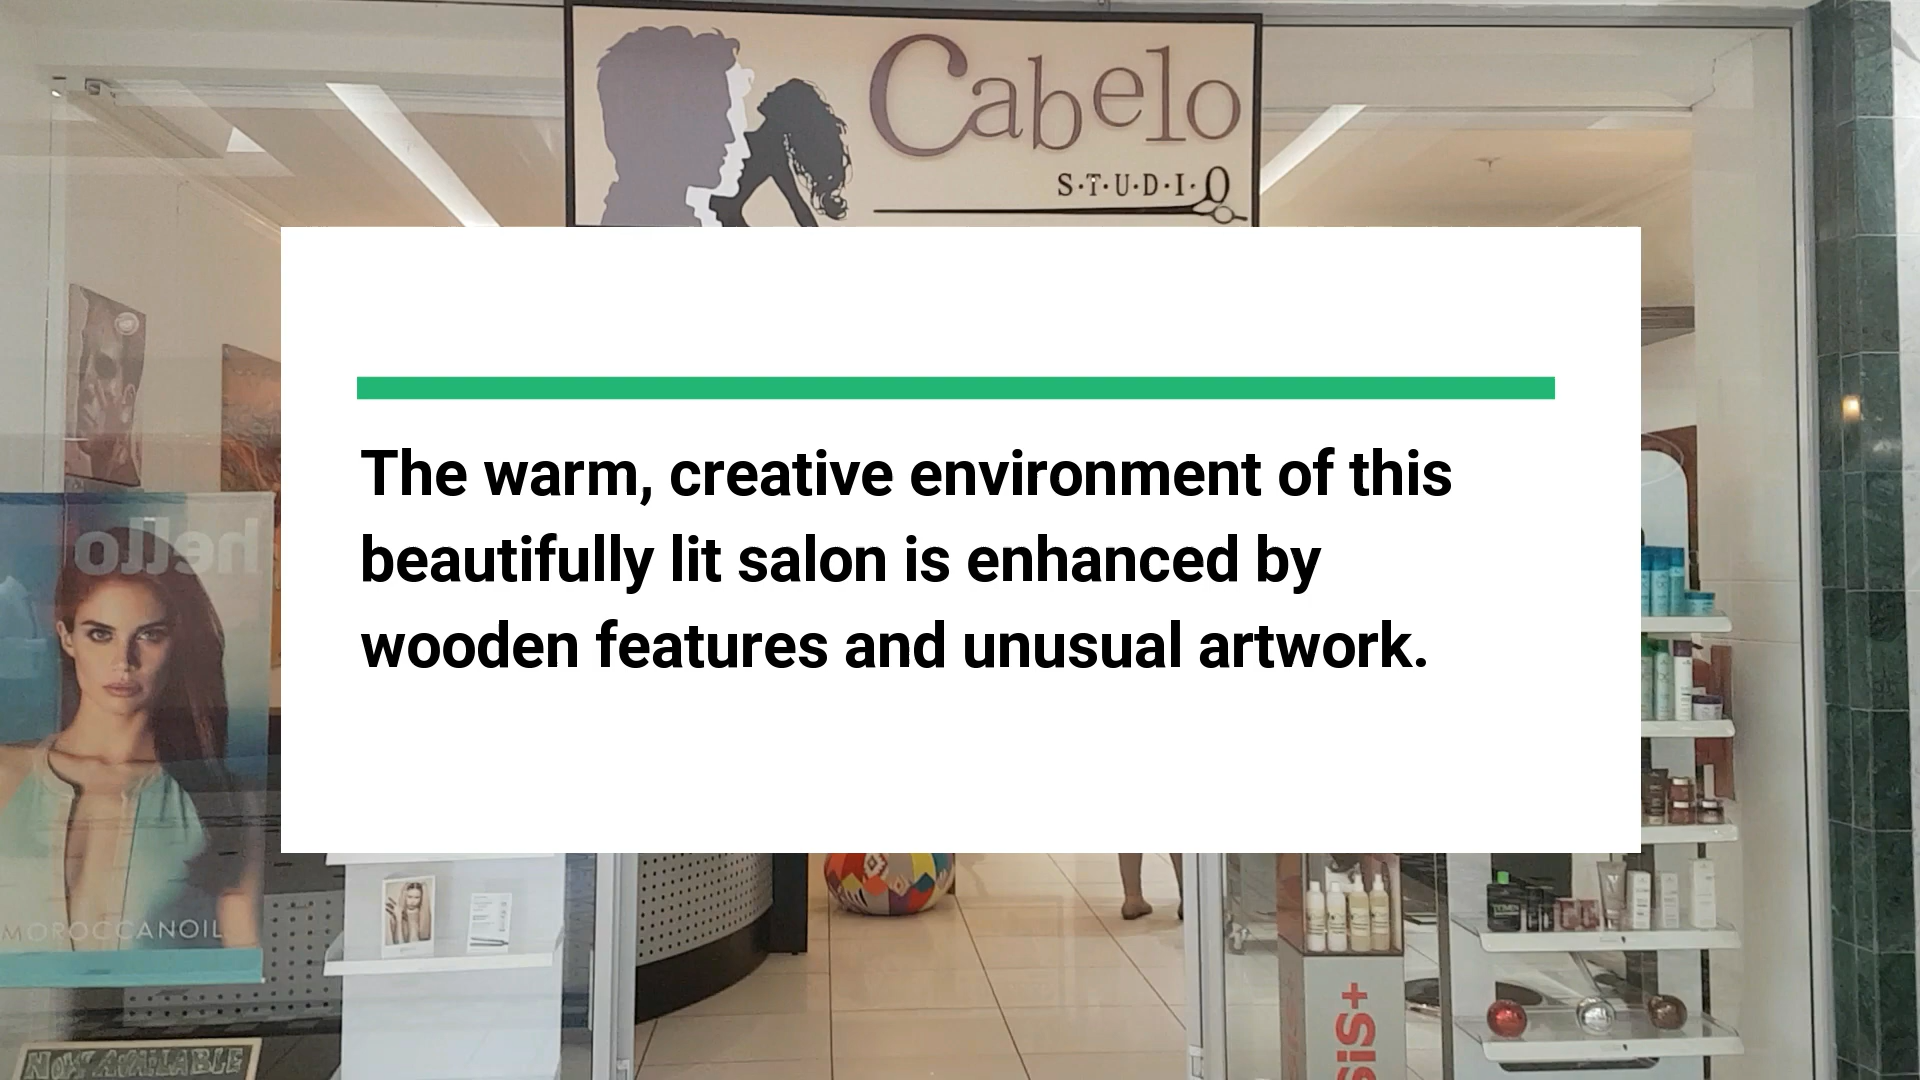 Cabelo
S·T·U·D·I·O
The warm, creative environment of this
beautifully lit salon is enhanced by
wooden features and unusual artwork.
hello
MOROCCANOIL
NOW AVAILABLE
SiS+